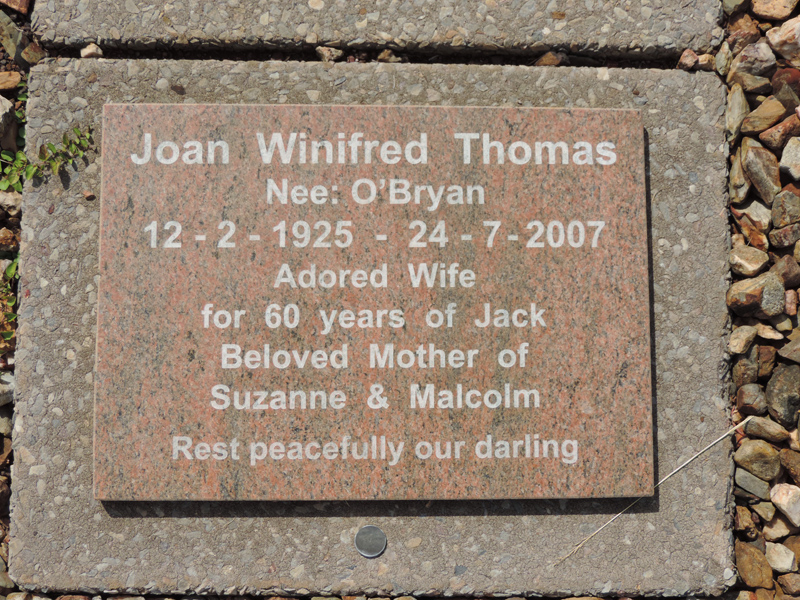 Joan Winifred Thomas
Nee: O'Bryan
12 - 2 - 1925 - 24 - 7 - 2007
Adored Wife
for 60 years of Jack
Beloved Mother of
Suzanne & Malcolm
Rest peacefully our darling